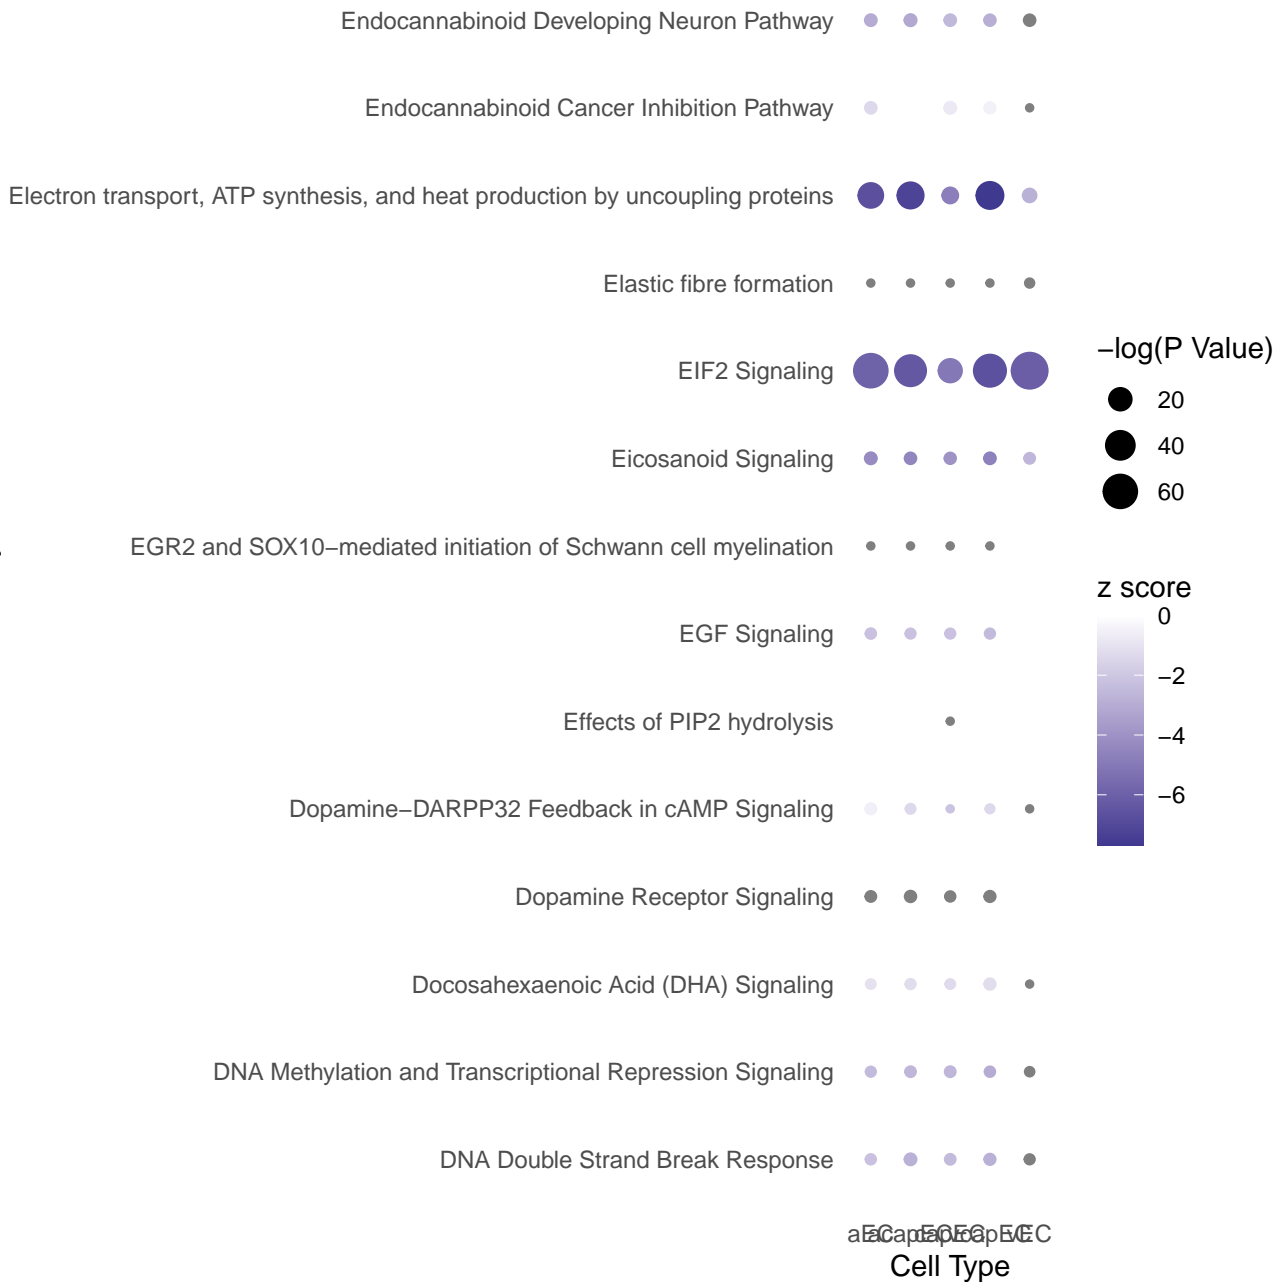 Endocannabinoid Developing Neuron Pathway
Endocannabinoid Cancer Inhibition Pathway
Electron transport, ATP synthesis, and heat production by uncoupling proteins
Elastic fibre formation
EIF2 Signaling
Eicosanoid Signaling
EGR2 and SOX10−mediated initiation of Schwann cell myelination
EGF Signaling
Effects of PIP2 hydrolysis
Dopamine−DARPP32 Feedback in cAMP Signaling
Dopamine Receptor Signaling
Docosahexaenoic Acid (DHA) Signaling
DNA Methylation and Transcriptional Repression Signaling
DNA Double Strand Break Response
aEC
vEC
Cell Type
−log(P Value)
20
40
60
z score
0
−2
−4
−6